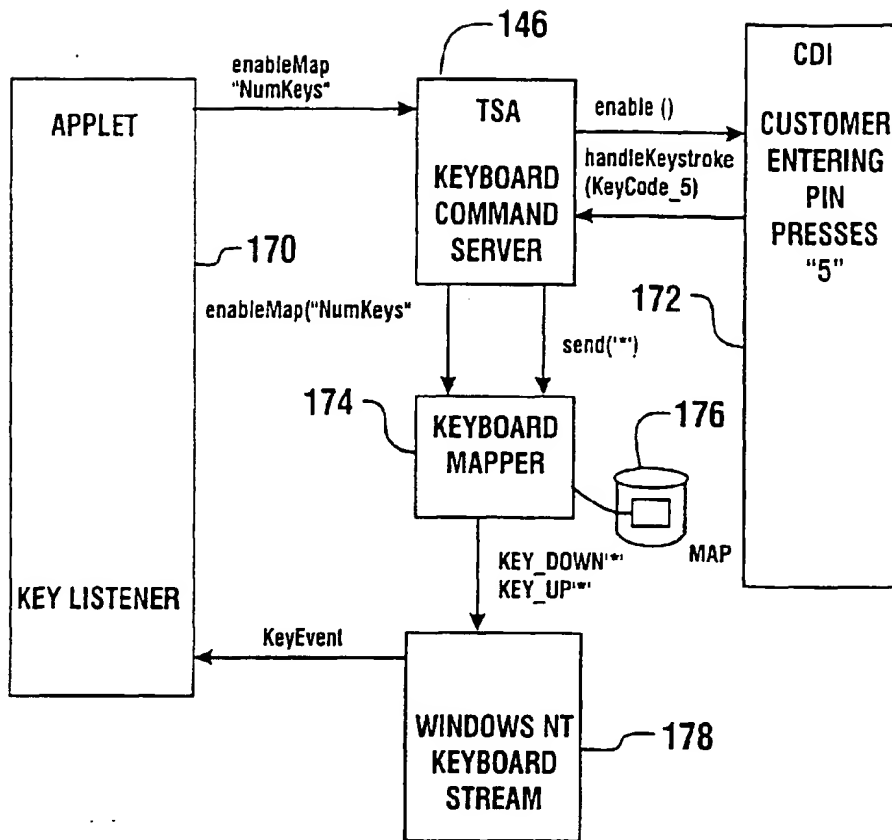 146
CDI
enableMap
"NumKeys"
APPLET
TSA
enable ()
CUSTOMER
ENTERING
PIN
PRESSES
"5"
KEYBOARD
COMMAND
SERVER
handleKeystroke
(KeyCode_5)
170
172
enableMap("NumKeys"
send('*')
174
176
KEYBOARD
MAPPER
MAP
KEY_DOWN'*'
KEY_UP'*'
KEY LISTENER
KeyEvent
WINDOWS NT
KEYBOARD
STREAM
178